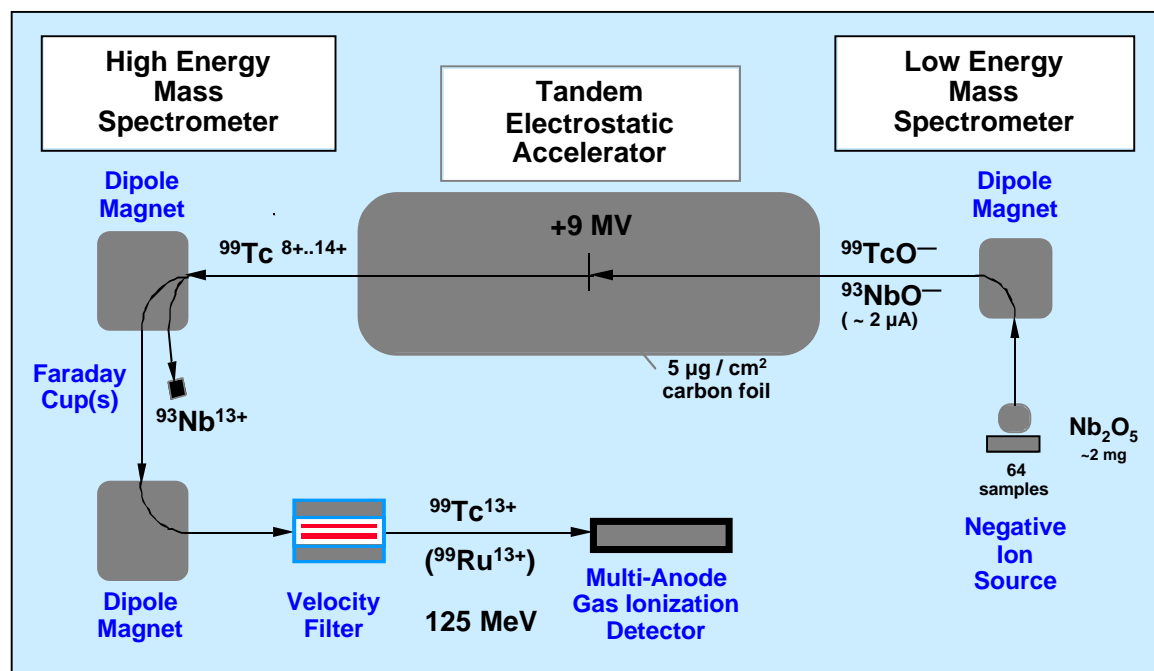 High Energy
Mass
Spectrometer
Tandem
Electrostatic
Accelerator
Low Energy
Mass
Spectrometer
Dipole
Magnet
Dipole
Magnet
+9 MV
⁹⁹Tc ⁸⁺··¹⁴⁺
⁹⁹TcO⁻
⁹³NbO⁻
( ~ 2 µA)
5 µg / cm²
carbon foil
Faraday
Cup(s)
⁹³Nb¹³⁺
Nb₂O₅
~2 mg
64
samples
Negative
Ion
Source
⁹⁹Tc¹³⁺
(⁹⁹Ru¹³⁺)
125 MeV
Dipole
Magnet
Velocity
Filter
Multi-Anode
Gas Ionization
Detector